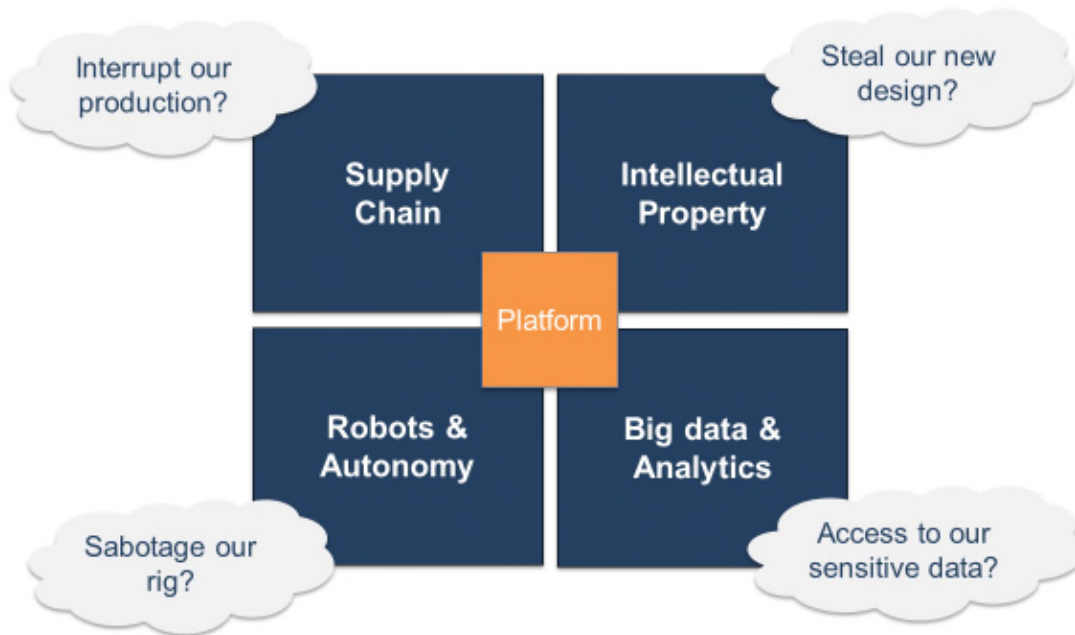 Interrupt our
production?
Steal our new
design?
Supply
Chain
Intellectual
Property
Platform
Robots &
Autonomy
Big data &
Analytics
Sabotage our
rig?
Access to our
sensitive data?